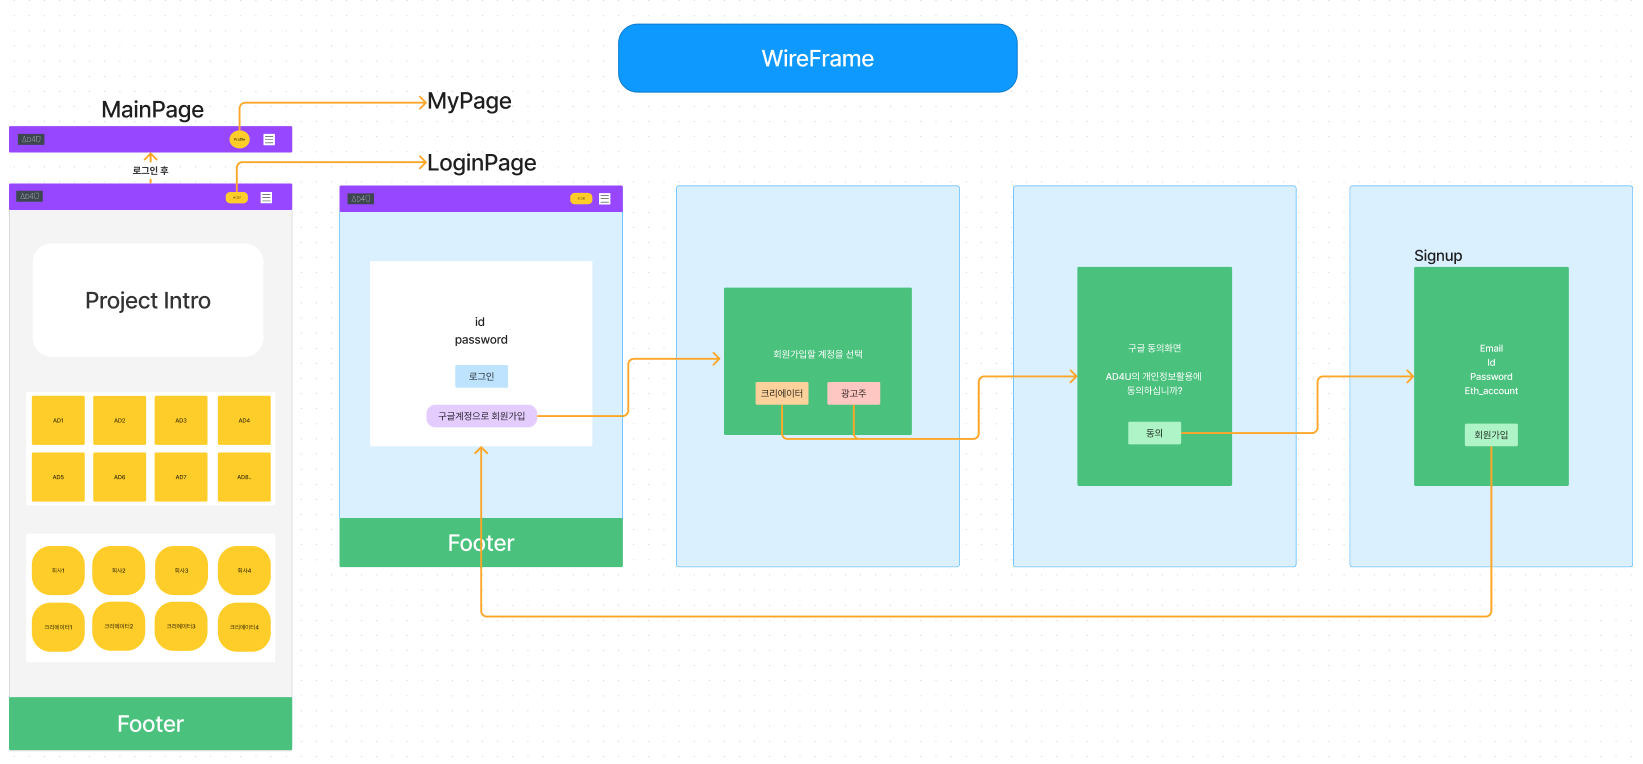 WireFrame
MainPage
MyPage
AD4U
Profile
로그인 후
LoginPage
AD4U
Project Intro
AD1
AD2
AD3
AD4
AD5
AD6
AD7
AD8..
회사1
회사2
회사3
회사4
크리에이터1
크리에이터2
크리에이터3
크리에이터4
Footer
AD4U
id
password
로그인
구글계정으로 회원가입
Footer
회원가입할 계정을 선택
크리에이터
광고주
구글 동의화면
AD4U의 개인정보활용에
동의하십니까?
동의
Signup
Email
Id
Password
Eth_account
회원가입